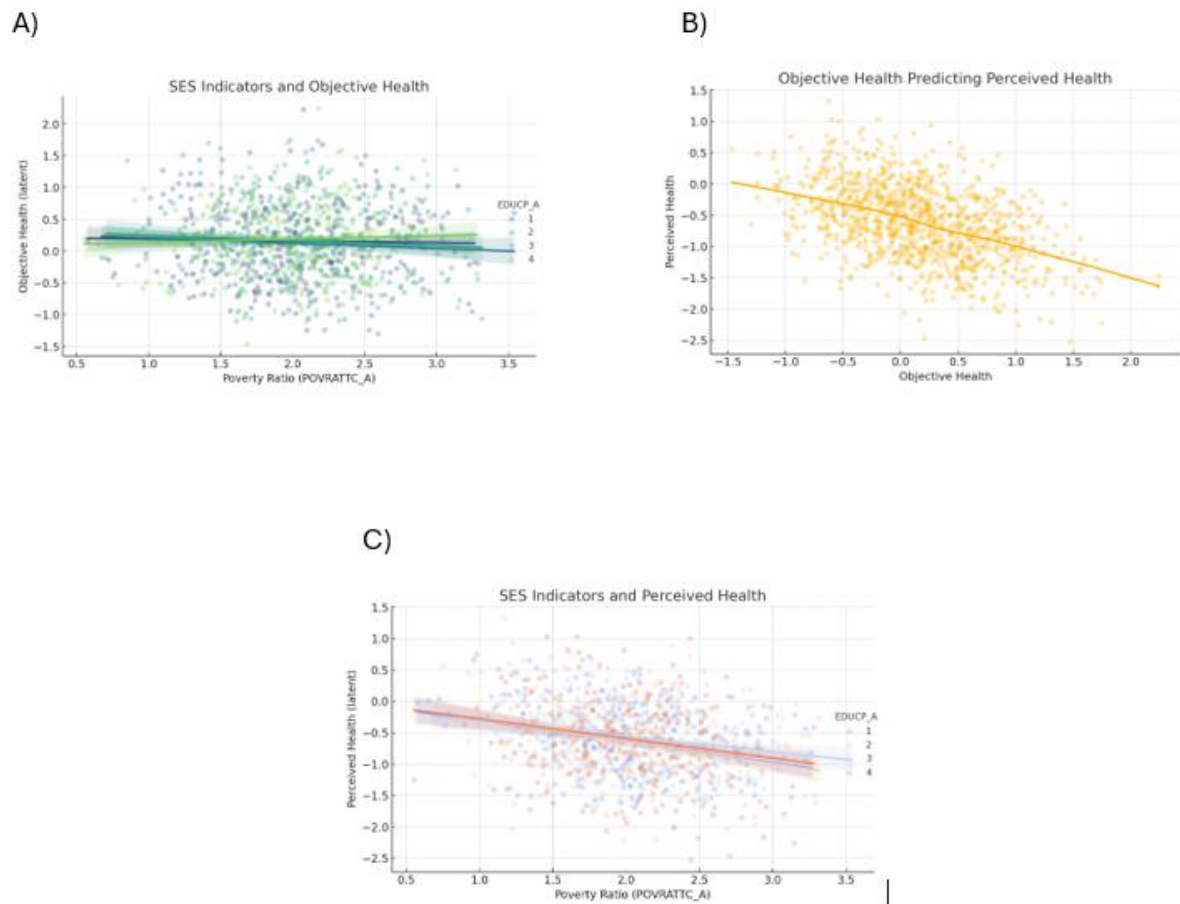 A)
SES Indicators and Objective Health
Objective Health (latent)
2.0
1.5
1.0
0.5
0.0
−0.5
−1.0
−1.5
EDUCP_A
1
2
3
4
0.5 1.0 1.5 2.0 2.5 3.0 3.5
Poverty Ratio (POVRATTC_A)
B)
Objective Health Predicting Perceived Health
Perceived Health
1.5
1.0
0.5
0.0
−0.5
−1.0
−1.5
−2.0
−2.5
−1.5 −1.0 −0.5 0.0 0.5 1.0 1.5 2.0
Objective Health
C)
SES Indicators and Perceived Health
Perceived Health (latent)
1.5
1.0
0.5
0.0
−0.5
−1.0
−1.5
−2.0
−2.5
EDUCP_A
1
2
3
4
0.5 1.0 1.5 2.0 2.5 3.0 3.5
Poverty Ratio (POVRATTC_A)